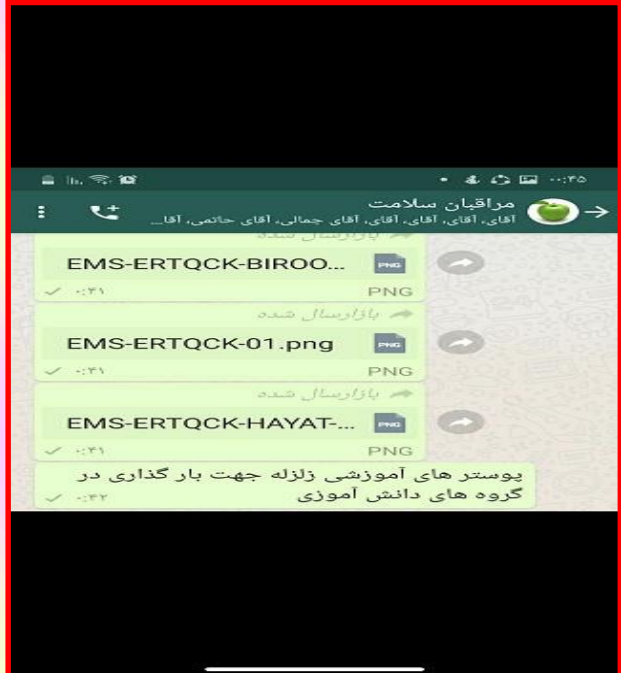 ۰۰:۴۵
مراقبان سلامت
آقای، آقای، آقای، آقای، آقای جمالی، آقای حاتمی، آقا...
بازارسال شده
EMS-ERTQCK-BIROO...
PNG
PNG
۰:۴۱
بازارسال شده
EMS-ERTQCK-01.png
PNG
PNG
۰:۴۱
بازارسال شده
EMS-ERTQCK-HAYAT-...
PNG
PNG
۰:۴۱
پوستر های آموزشی زلزله جهت بار گذاری در
گروه های دانش آموزی
۰:۴۲